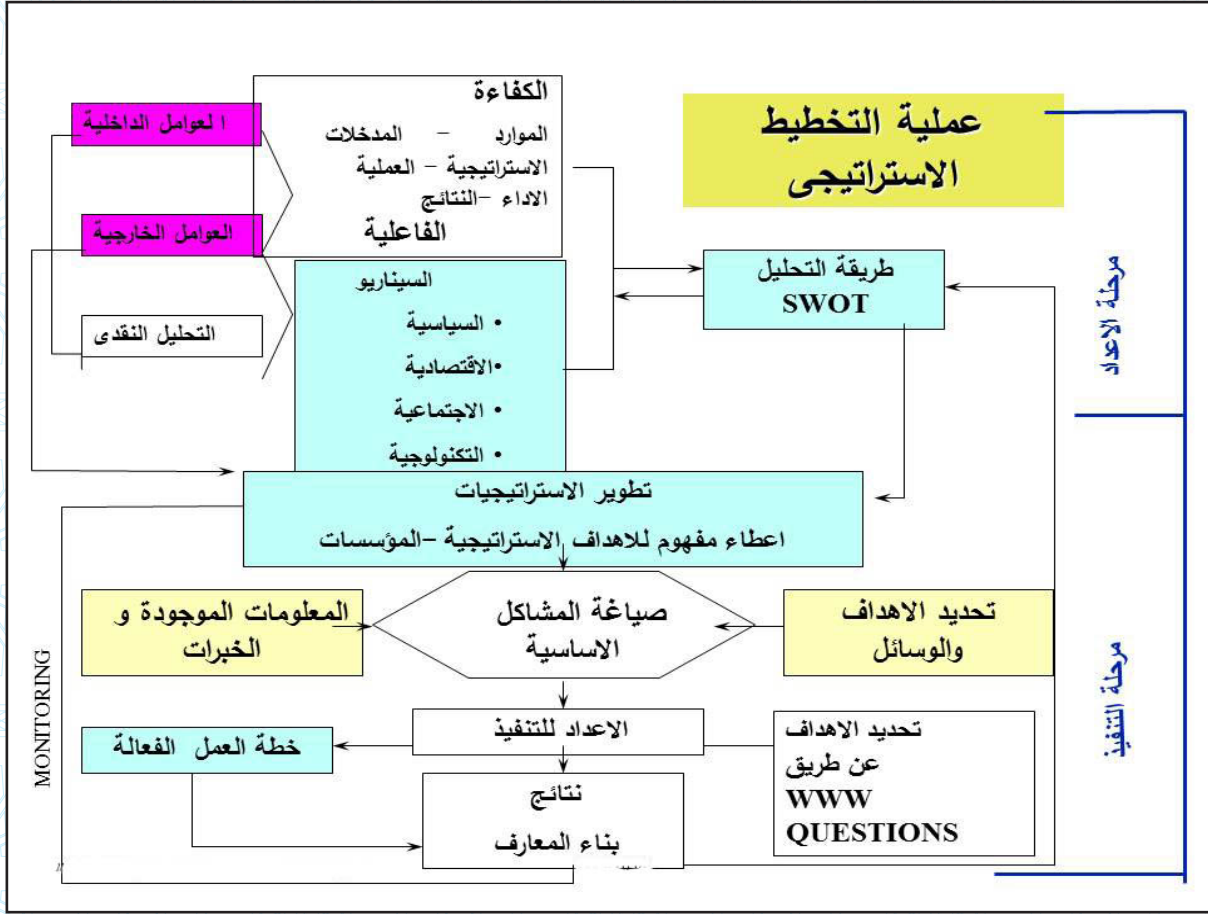 عملية التخطيط
الاستراتيجى
الكفاءة
الموارد - المدخلات
الاستراتيجية - العملية
الاداء -النتائج
الفاعلية
ا لعوامل الداخلية
العوامل الخارجية
التحليل النقدى
السيناريو
• السياسية
•الاقتصادية
• الاجتماعية
• التكنولوجية
طريقة التحليل
SWOT
مرحلة الاعداد
تطوير الاستراتيجيات
اعطاء مفهوم للاهداف الاستراتيجية -المؤسسات
تحديد الاهداف
والوسائل
صياغة المشاكل
الاساسية
المعلومات الموجودة و
الخبرات
مرحلة التنفيذ
MONITORING
الاعداد للتنفيذ
خطة العمل الفعالة
تحديد الاهداف
عن طريق
WWW
QUESTIONS
نتائج
بناء المعارف